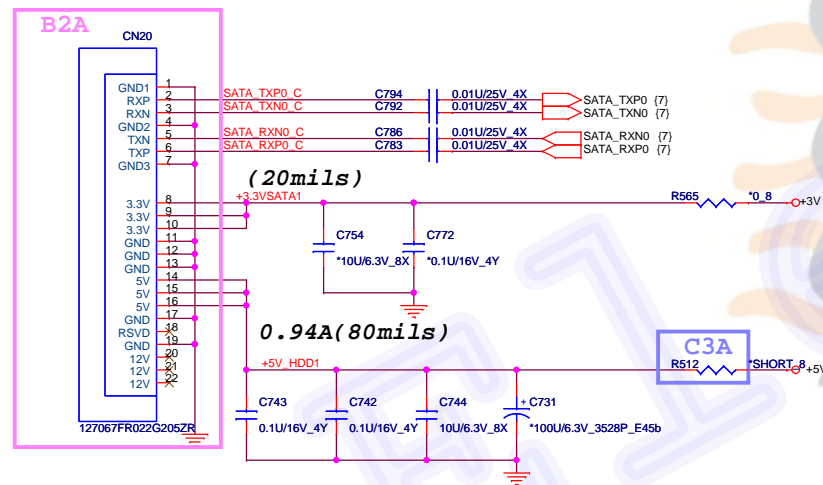 B2A
CN20
GND1 1
RXP 2 SATA_TXP0_C C794 0.01U/25V_4X SATA_TXP0 {7}
RXN 3 SATA_TXN0_C C792 0.01U/25V_4X SATA_TXN0 {7}
GND2 4
TXN 5 SATA_RXN0_C C786 0.01U/25V_4X SATA_RXN0 {7}
TXP 6 SATA_RXP0_C C783 0.01U/25V_4X SATA_RXP0 {7}
GND3 7
(20mils)
3.3V 8 +3.3VSATA1 R565 *0_8 +3V
3.3V 9
3.3V 10
GND 11 C754 C772
GND 12
GND 13 *10U/6.3V_8X *0.1U/16V_4Y
5V 14
5V 15
5V 16
GND 17
RSVD 18 0.94A(80mils)
GND 19 C3A
12V 20
12V 21 +5V_HDD1 R512 *SHORT_8 +5V
12V 22
C743 C742 C744 + C731
127067FR022G205ZR 0.1U/16V_4Y 0.1U/16V_4Y 10U/6.3V_8X *100U/6.3V_3528P_E45b